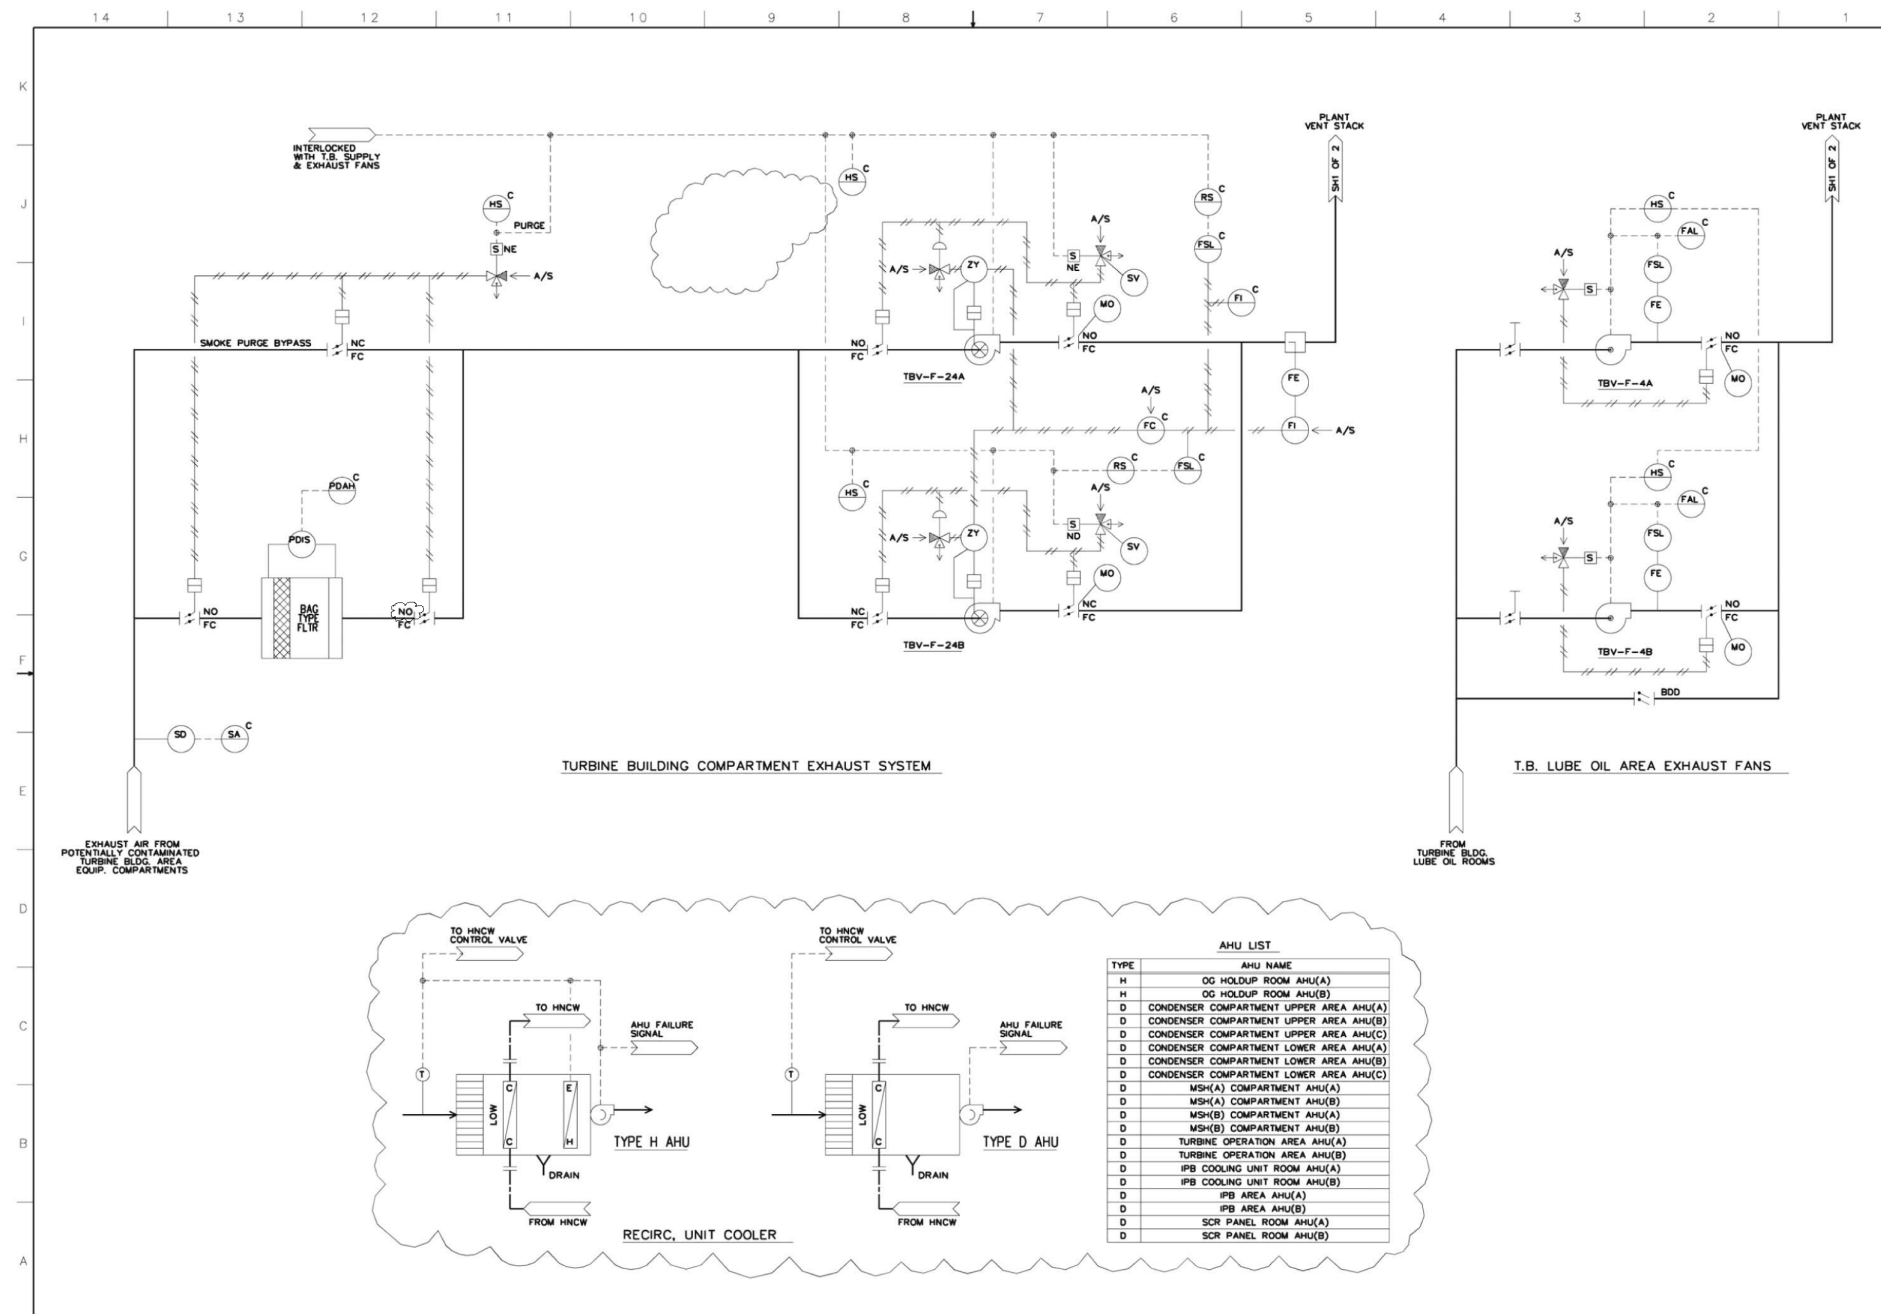 14 13 12 11 10 9 8 7 6 5 4 3 2 1
K
J
I
H
G
F
E
D
C
B
A
INTERLOCKED
WITH T.B. SUPPLY
& EXHAUST FANS
HS C
PURGE
S NE
A/S
SMOKE PURGE BYPASS
NC
FC
PDAH C
PDIS
NO
FC
BAG
TYPE
FLTR
NO
FC
SD
SA C
EXHAUST AIR FROM
POTENTIALLY CONTAMINATED
TURBINE BLDG. AREA
EQUIP. COMPARTMENTS
HS C
A/S
ZY
NO
FC
TBV-F-24A
S
NE
A/S
SV
MO
NO
FC
RS C
FSL C
FI C
PLANT
VENT STACK
SH1 OF 2
FE
FI
A/S
A/S
FC C
HS C
A/S
ZY
NC
FC
TBV-F-24B
RS C
FSL C
S
ND
A/S
SV
MO
NC
FC
TURBINE BUILDING COMPARTMENT EXHAUST SYSTEM
PLANT
VENT STACK
SH1 OF 2
HS C
FAL C
FSL
FE
A/S
S
NO
FC
MO
TBV-F-4A
HS C
FAL C
FSL
FE
A/S
S
NO
FC
MO
TBV-F-4B
BDD
T.B. LUBE OIL AREA EXHAUST FANS
FROM
TURBINE BLDG.
LUBE OIL ROOMS
TO HNCW
CONTROL VALVE
TO HNCW
AHU FAILURE
SIGNAL
T
LOW
C
C
E
H
TYPE H AHU
DRAIN
FROM HNCW
TO HNCW
CONTROL VALVE
TO HNCW
AHU FAILURE
SIGNAL
T
LOW
C
C
TYPE D AHU
DRAIN
FROM HNCW
RECIRC, UNIT COOLER
AHU LIST
TYPE AHU NAME
H OG HOLDUP ROOM AHU(A)
H OG HOLDUP ROOM AHU(B)
D CONDENSER COMPARTMENT UPPER AREA AHU(A)
D CONDENSER COMPARTMENT UPPER AREA AHU(B)
D CONDENSER COMPARTMENT UPPER AREA AHU(C)
D CONDENSER COMPARTMENT LOWER AREA AHU(A)
D CONDENSER COMPARTMENT LOWER AREA AHU(B)
D CONDENSER COMPARTMENT LOWER AREA AHU(C)
D MSH(A) COMPARTMENT AHU(A)
D MSH(A) COMPARTMENT AHU(B)
D MSH(B) COMPARTMENT AHU(A)
D MSH(B) COMPARTMENT AHU(B)
D TURBINE OPERATION AREA AHU(A)
D TURBINE OPERATION AREA AHU(B)
D IPB COOLING UNIT ROOM AHU(A)
D IPB COOLING UNIT ROOM AHU(B)
D IPB AREA AHU(A)
D IPB AREA AHU(B)
D SCR PANEL ROOM AHU(A)
D SCR PANEL ROOM AHU(B)